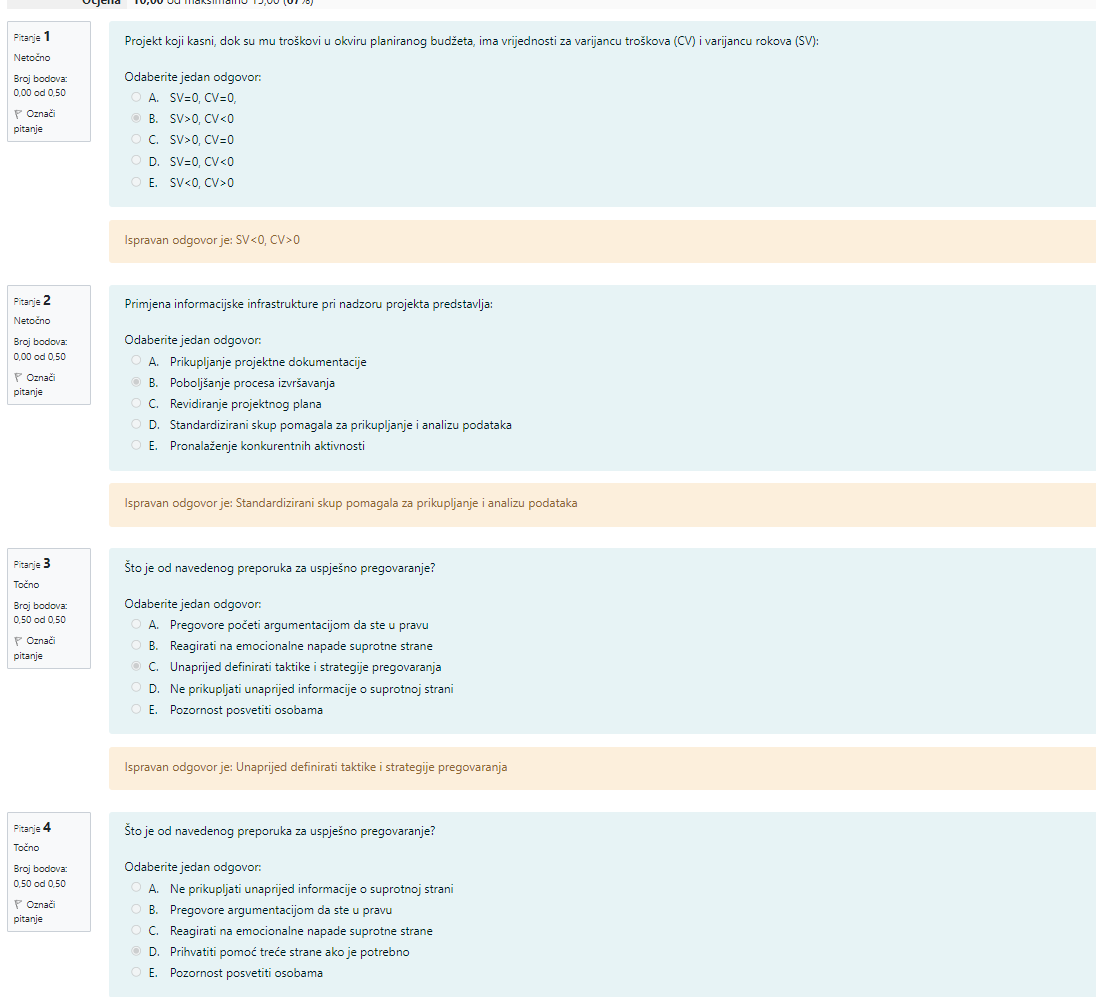 Ocjena 10,00 od maksimalno 15,00 (67%)
Pitanje 1
Netočno
Broj bodova:
0,00 od 0,50
Označi
pitanje
Projekt koji kasni, dok su mu troškovi u okviru planiranog budžeta, ima vrijednosti za varijancu troškova (CV) i varijancu rokova (SV):
Odaberite jedan odgovor:
A. SV=0, CV=0,
B. SV>0, CV<0
C. SV>0, CV=0
D. SV=0, CV<0
E. SV<0, CV>0
Ispravan odgovor je: SV<0, CV>0
Pitanje 2
Netočno
Broj bodova:
0,00 od 0,50
Označi
pitanje
Primjena informacijske infrastrukture pri nadzoru projekta predstavlja:
Odaberite jedan odgovor:
A. Prikupljanje projektne dokumentacije
B. Poboljšanje procesa izvršavanja
C. Revidiranje projektnog plana
D. Standardizirani skup pomagala za prikupljanje i analizu podataka
E. Pronalaženje konkurentnih aktivnosti
Ispravan odgovor je: Standardizirani skup pomagala za prikupljanje i analizu podataka
Pitanje 3
Točno
Broj bodova:
0,50 od 0,50
Označi
pitanje
Što je od navedenog preporuka za uspješno pregovaranje?
Odaberite jedan odgovor:
A. Pregovore početi argumentacijom da ste u pravu
B. Reagirati na emocionalne napade suprotne strane
C. Unaprijed definirati taktike i strategije pregovaranja
D. Ne prikupljati unaprijed informacije o suprotnoj strani
E. Pozornost posvetiti osobama
Ispravan odgovor je: Unaprijed definirati taktike i strategije pregovaranja
Pitanje 4
Točno
Broj bodova:
0,50 od 0,50
Označi
pitanje
Što je od navedenog preporuka za uspješno pregovaranje?
Odaberite jedan odgovor:
A. Ne prikupljati unaprijed informacije o suprotnoj strani
B. Pregovore argumentacijom da ste u pravu
C. Reagirati na emocionalne napade suprotne strane
D. Prihvatiti pomoć treće strane ako je potrebno
E. Pozornost posvetiti osobama